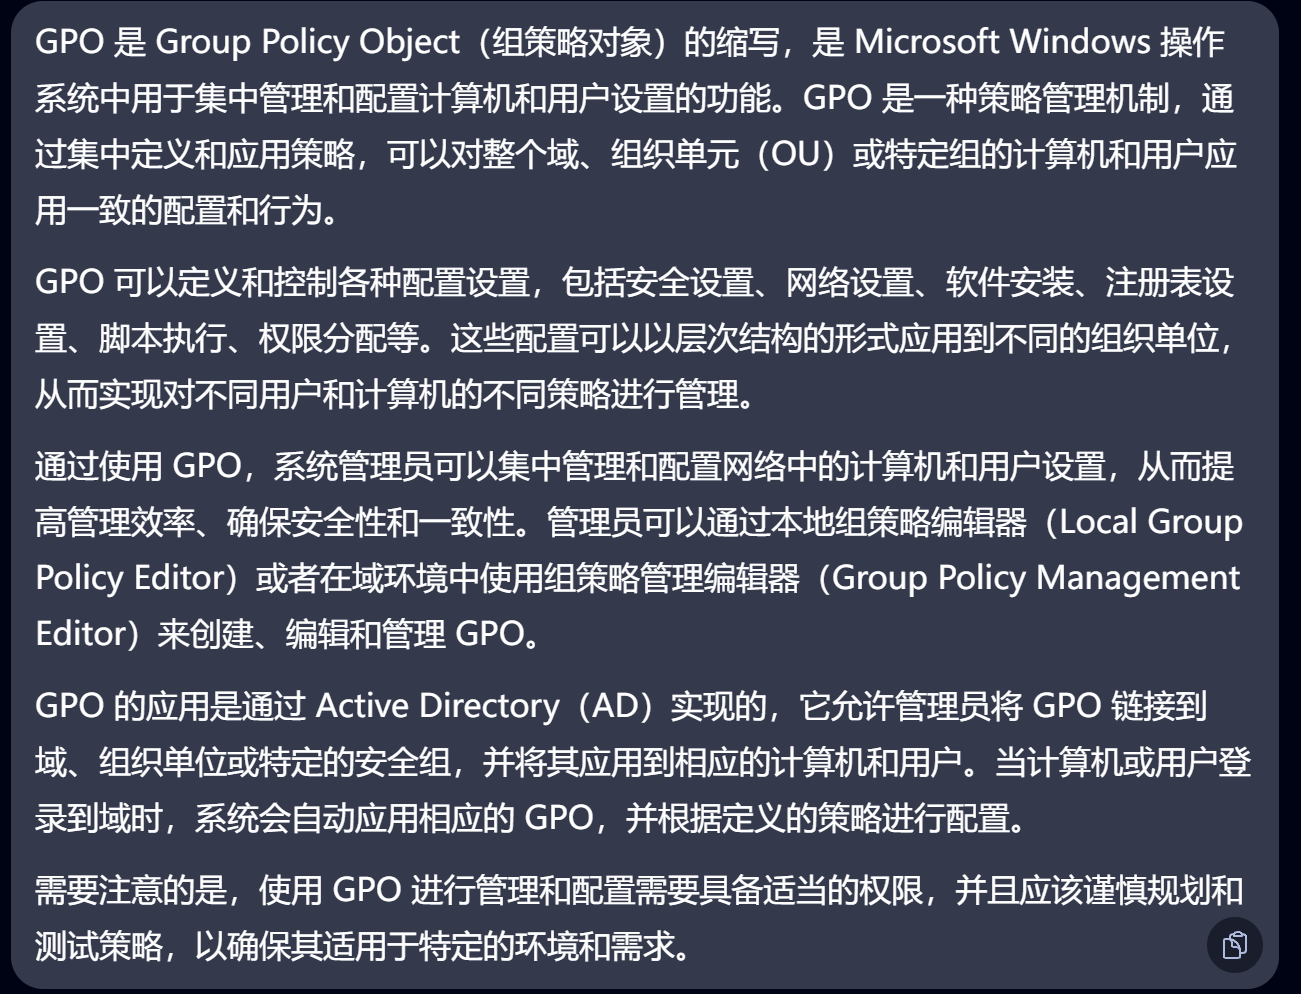 GPO 是 Group Policy Object（组策略对象）的缩写，是 Microsoft Windows 操作
系统中用于集中管理和配置计算机和用户设置的功能。GPO 是一种策略管理机制，通
过集中定义和应用策略，可以对整个域、组织单元（OU）或特定组的计算机和用户应
用一致的配置和行为。
GPO 可以定义和控制各种配置设置，包括安全设置、网络设置、软件安装、注册表设
置、脚本执行、权限分配等。这些配置可以以层次结构的形式应用到不同的组织单位，
从而实现对不同用户和计算机的不同策略进行管理。
通过使用 GPO，系统管理员可以集中管理和配置网络中的计算机和用户设置，从而提
高管理效率、确保安全性和一致性。管理员可以通过本地组策略编辑器（Local Group
Policy Editor）或者在域环境中使用组策略管理编辑器（Group Policy Management
Editor）来创建、编辑和管理 GPO。
GPO 的应用是通过 Active Directory（AD）实现的，它允许管理员将 GPO 链接到
域、组织单位或特定的安全组，并将其应用到相应的计算机和用户。当计算机或用户登
录到域时，系统会自动应用相应的 GPO，并根据定义的策略进行配置。
需要注意的是，使用 GPO 进行管理和配置需要具备适当的权限，并且应该谨慎规划和
测试策略，以确保其适用于特定的环境和需求。